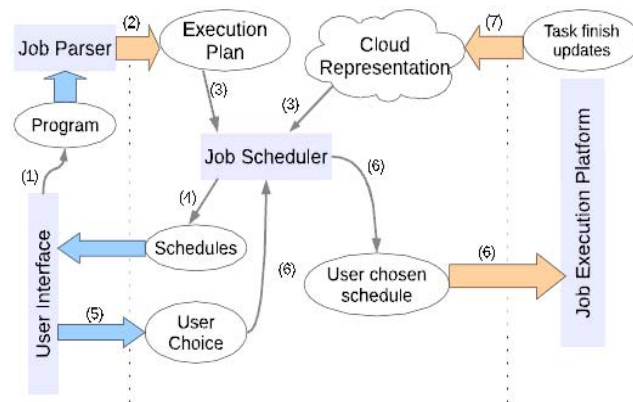 (2)
(7)
Job Parser
Execution
Plan
Cloud
Representation
Task finish
updates
(3)
(3)
Program
Job Scheduler
(1)
(6)
(4)
User Interface
Schedules
(6)
User chosen
schedule
(6)
Job Execution Platform
(5)
User
Choice